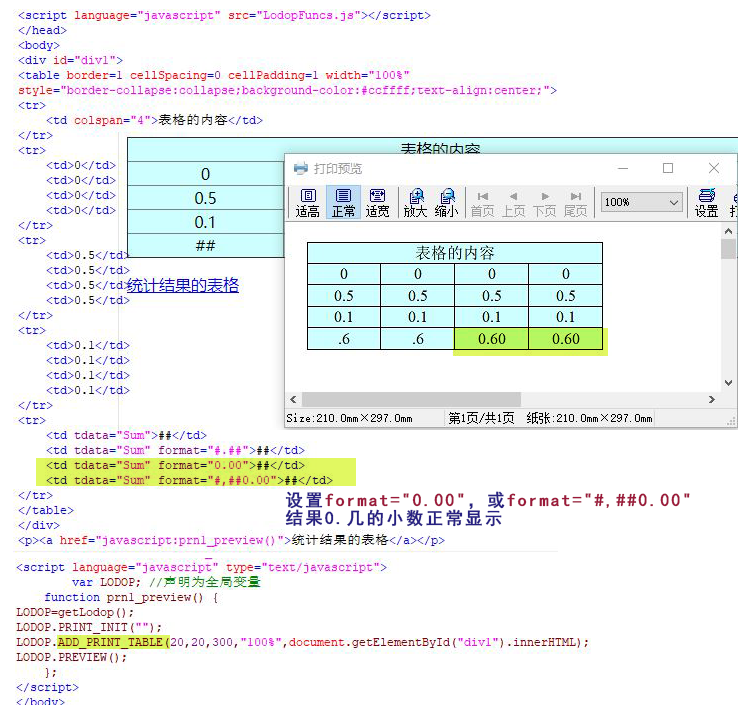 <script language="javascript" src="LodopFuncs.js"></script>
</head>
<body>
<div id="div1">
<table border=1 cellSpacing=0 cellPadding=1 width="100%"
style="border-collapse:collapse;background-color:#ccffff;text-align:center;">
<tr>
<td colspan="4">表格的内容</td>
</tr>
<tr>
<td>0</td>
<td>0</td>
<td>0</td>
<td>0</td>
</tr>
<tr>
<td>0.5</td>
<td>0.5</td>
<td>0.5</td>
<td>0.5</td>
</tr>
<tr>
<td>0.1</td>
<td>0.1</td>
<td>0.1</td>
<td>0.1</td>
</tr>
<tr>
<td tdata="Sum">##</td>
<td tdata="Sum" format="#.##">##</td>
<td tdata="Sum" format="0.00">##</td>
<td tdata="Sum" format="#,##0.00">##</td>
</tr>
</table>
</div>
<p><a href="javascript:prn1_preview()">统计结果的表格</a></p>
表格的内容
0
0.5
0.1
##
统计结果的表格
打印预览
适高 正常 适宽 放大 缩小 首页 上页 下页 尾页 100% 设置
表格的内容
0 0 0 0
0.5 0.5 0.5 0.5
0.1 0.1 0.1 0.1
.6 .6 0.60 0.60
Size:210.0mm×297.0mm 第1页/共1页 纸张:210.0mm×297.0mm
设置format="0.00", 或format="#,##0.00"
结果0.几的小数正常显示
<script language="javascript" type="text/javascript">
var LODOP; //声明为全局变量
function prn1_preview() {
LODOP=getLodop();
LODOP.PRINT_INIT("");
LODOP.ADD_PRINT_TABLE(20,20,300,"100%",document.getElementById("div1").innerHTML);
LODOP.PREVIEW();
};
</script>
</body>